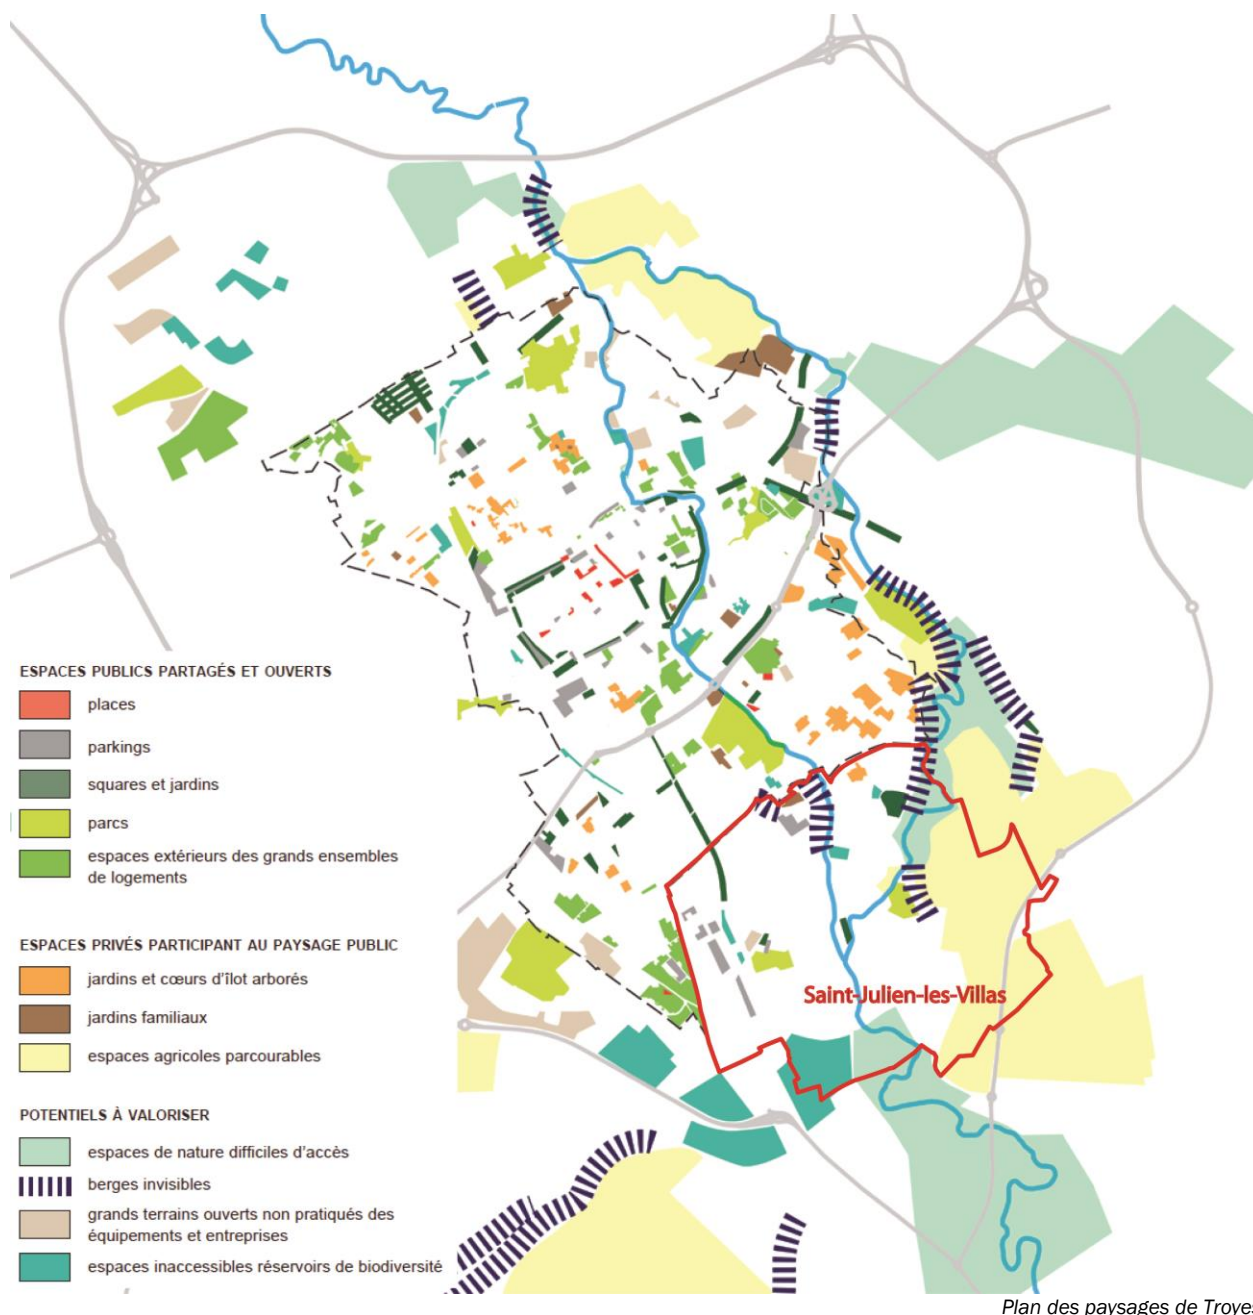 ESPACES PUBLICS PARTAGÉS ET OUVERTS
places
parkings
squares et jardins
parcs
espaces extérieurs des grands ensembles
de logements
ESPACES PRIVÉS PARTICIPANT AU PAYSAGE PUBLIC
jardins et cœurs d'îlot arborés
jardins familiaux
espaces agricoles parcourables
POTENTIELS À VALORISER
espaces de nature difficiles d'accès
berges invisibles
grands terrains ouverts non pratiqués des
équipements et entreprises
espaces inaccessibles réservoirs de biodiversité
Saint-Julien-les-Villas
Plan des paysages de Troyes